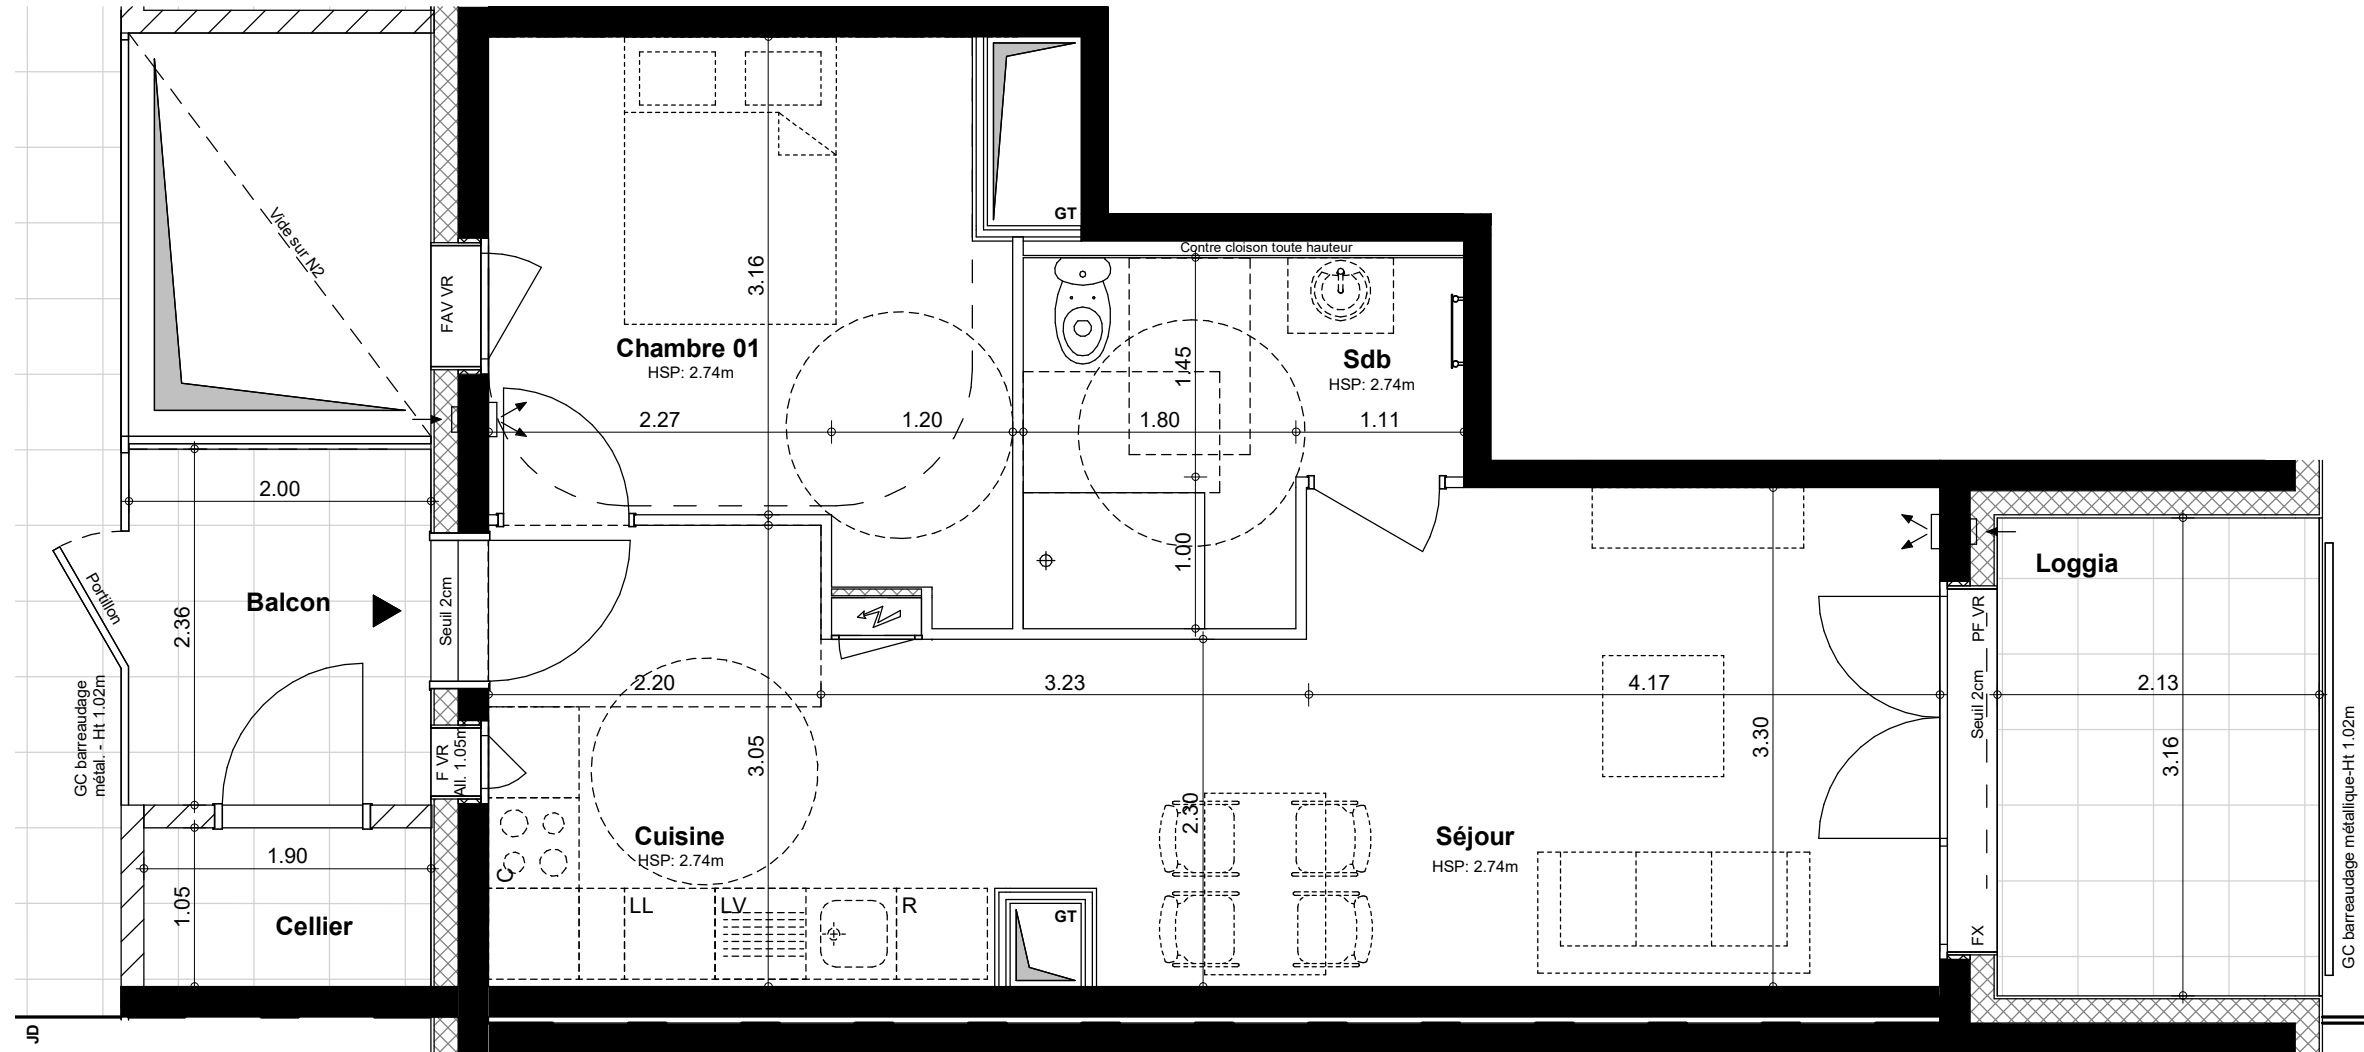 GT
Contre cloison toute hauteur
Vide sur N2
FAV VR
3.16
Chambre 01
HSP: 2.74m
1.45
Sdb
HSP: 2.74m
2.27
1.20
1.80
1.11
2.00
Portillon
Balcon
2.36
Seuil 2cm
1.00
Loggia
PF VR
Seuil 2cm
FX
2.20
3.23
4.17
2.13
GC barreaudage
métal. - Ht 1.02m
F VR
All. 1.05m
3.05
3.30
3.16
GC barreaudage métallique-Ht 1.02m
2.30
Cuisine
HSP: 2.74m
Séjour
HSP: 2.74m
1.90
1.05
Cellier
C
LL
LV
R
GT
JD